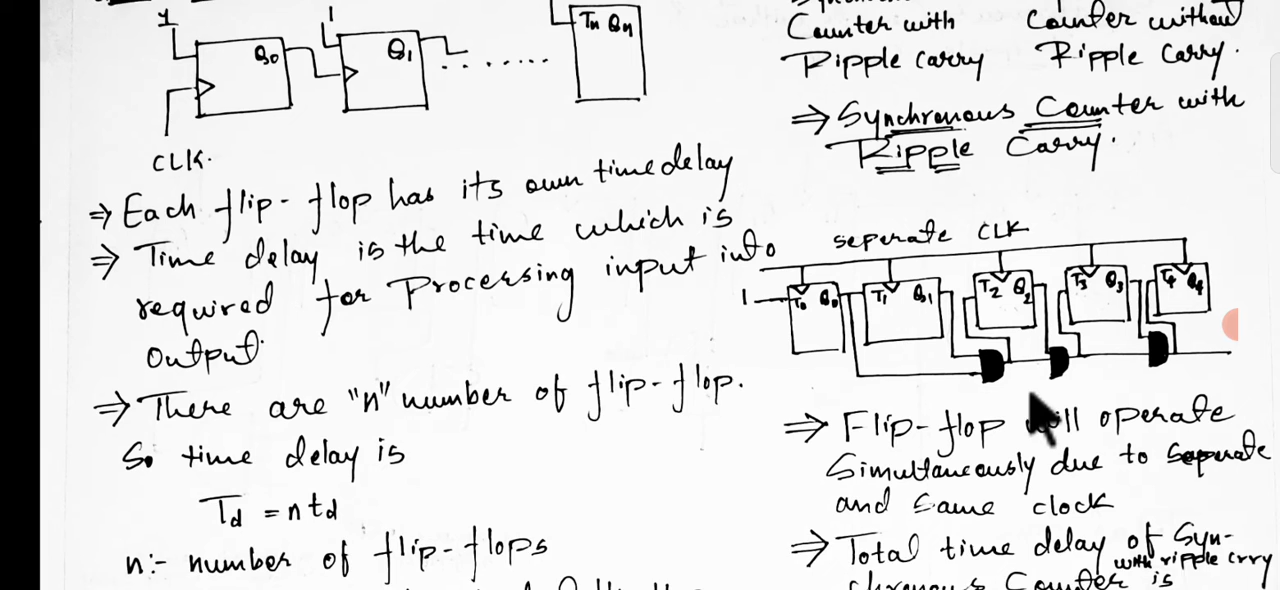 1
1
Q0
Q1
Tn Qn
.......
CLK.
⇒ Each flip-flop has its own time delay
⇒ Time delay is the time which is
required for Processing input into
output.
⇒ There are "n" number of flip-flop.
So time delay is
Td = ntd
n:- number of flip-flops
Counter with
Ripple carry
Counter without
Ripple Carry.
⇒ Synchronous Counter with
Ripple Carry.
seperate CLK
1
T0 Q0 T1 Q1 T2 Q2 T3 Q3 T4 Q4
⇒ Flip-flop will operate
Simultaneously due to Seperate
and same clock
⇒ Total time delay of Syn-
with ripple crry
chronous Counter is